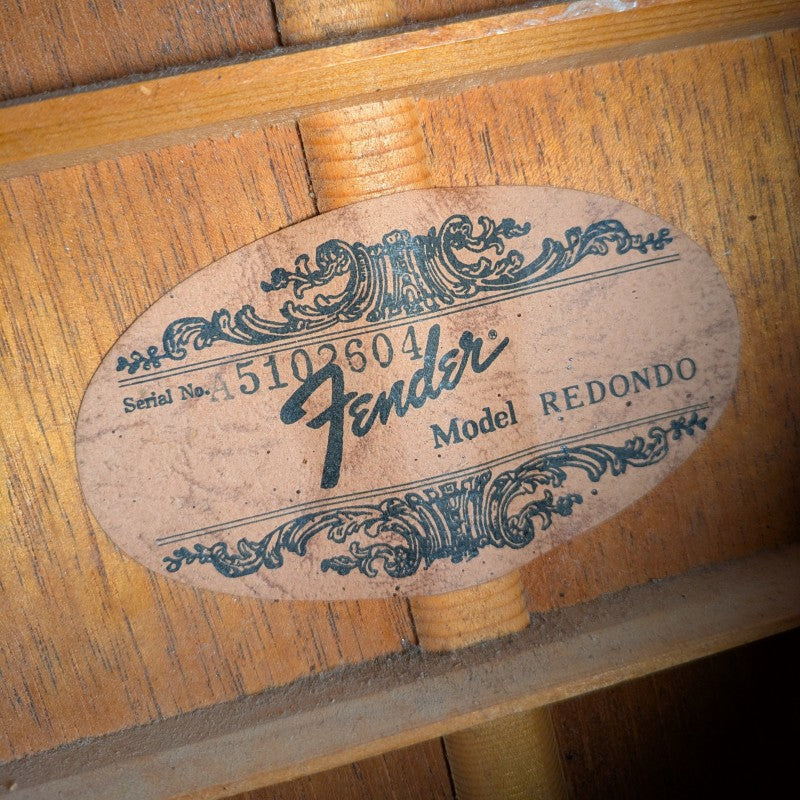 Serial No. A5102604
Fender®
Model REDONDO